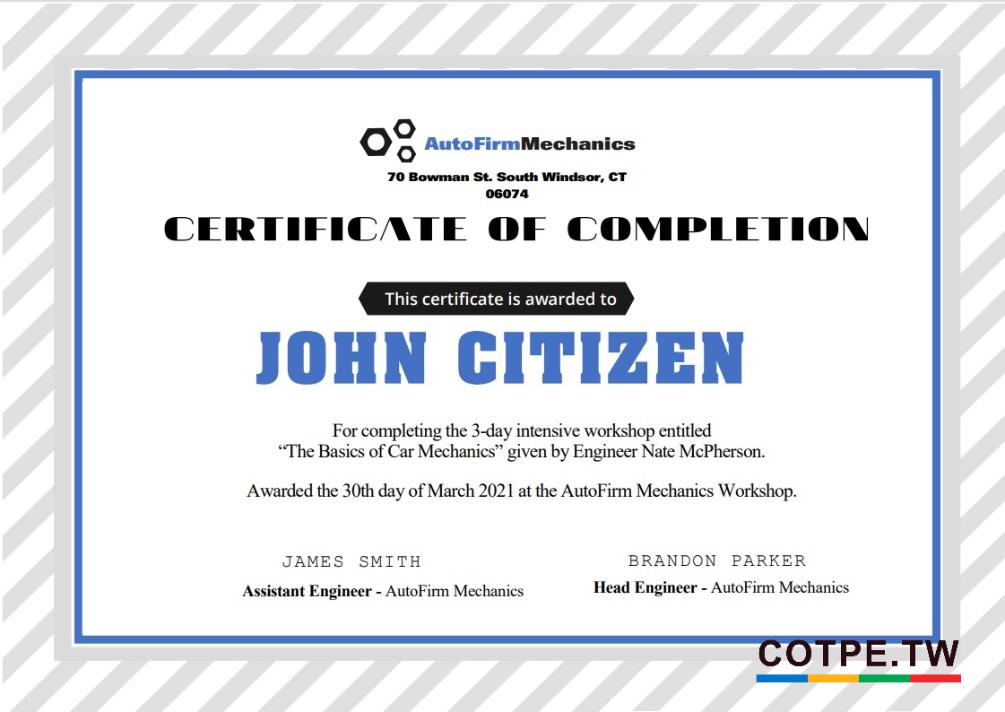 AutoFirmMechanics
70 Bowman St. South Windsor, CT
06074
CERTIFICATE OF COMPLETION
This certificate is awarded to
JOHN CITIZEN
For completing the 3-day intensive workshop entitled
“The Basics of Car Mechanics” given by Engineer Nate McPherson.
Awarded the 30th day of March 2021 at the AutoFirm Mechanics Workshop.
JAMES SMITH
Assistant Engineer - AutoFirm Mechanics
BRANDON PARKER
Head Engineer - AutoFirm Mechanics
COTPE.TW